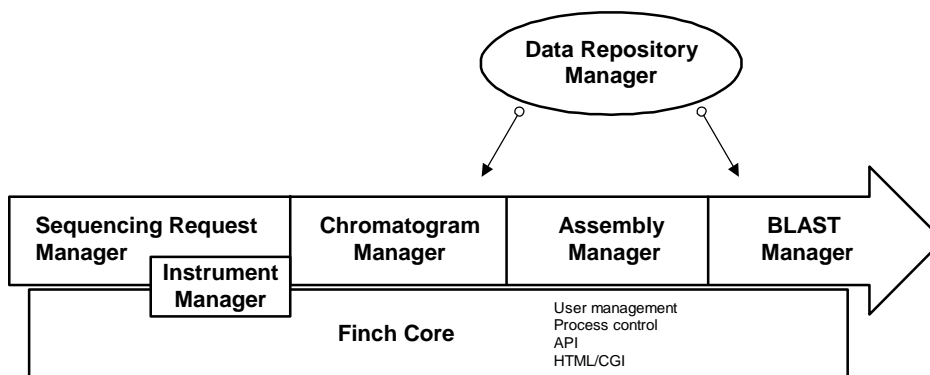 Data Repository
Manager
Sequencing Request
Manager
Chromatogram
Manager
Assembly
Manager
BLAST
Manager
Instrument
Manager
Finch Core
User management
Process control
API
HTML/CGI